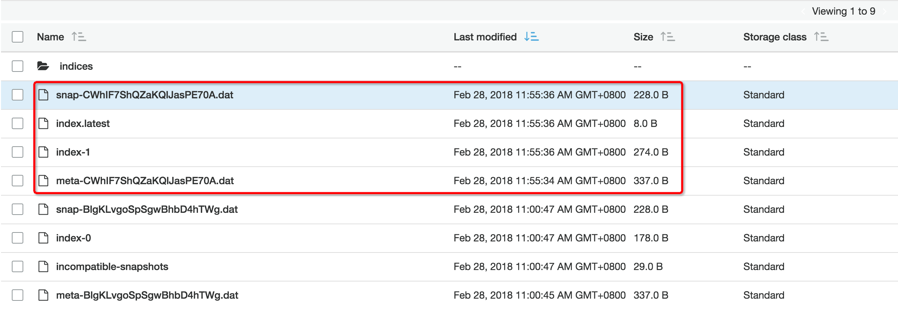 Viewing 1 to 9
Name Last modified Size Storage class
indices -- -- --
snap-CWhIF7ShQZaKQlJasPE70A.dat Feb 28, 2018 11:55:36 AM GMT+0800 228.0 B Standard
index.latest Feb 28, 2018 11:55:36 AM GMT+0800 8.0 B Standard
index-1 Feb 28, 2018 11:55:36 AM GMT+0800 274.0 B Standard
meta-CWhIF7ShQZaKQlJasPE70A.dat Feb 28, 2018 11:55:34 AM GMT+0800 337.0 B Standard
snap-BlgKLvgoSpSgwBhbD4hTWg.dat Feb 28, 2018 11:00:47 AM GMT+0800 228.0 B Standard
index-0 Feb 28, 2018 11:00:47 AM GMT+0800 178.0 B Standard
incompatible-snapshots Feb 28, 2018 11:00:47 AM GMT+0800 29.0 B Standard
meta-BlgKLvgoSpSgwBhbD4hTWg.dat Feb 28, 2018 11:00:45 AM GMT+0800 337.0 B Standard